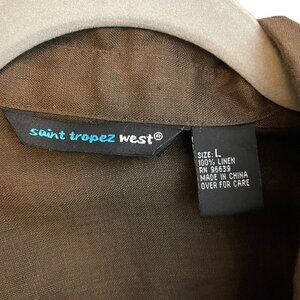 saint tropez west®
SIZE: L
100% LINEN
RN 96639
MADE IN CHINA
OVER FOR CARE